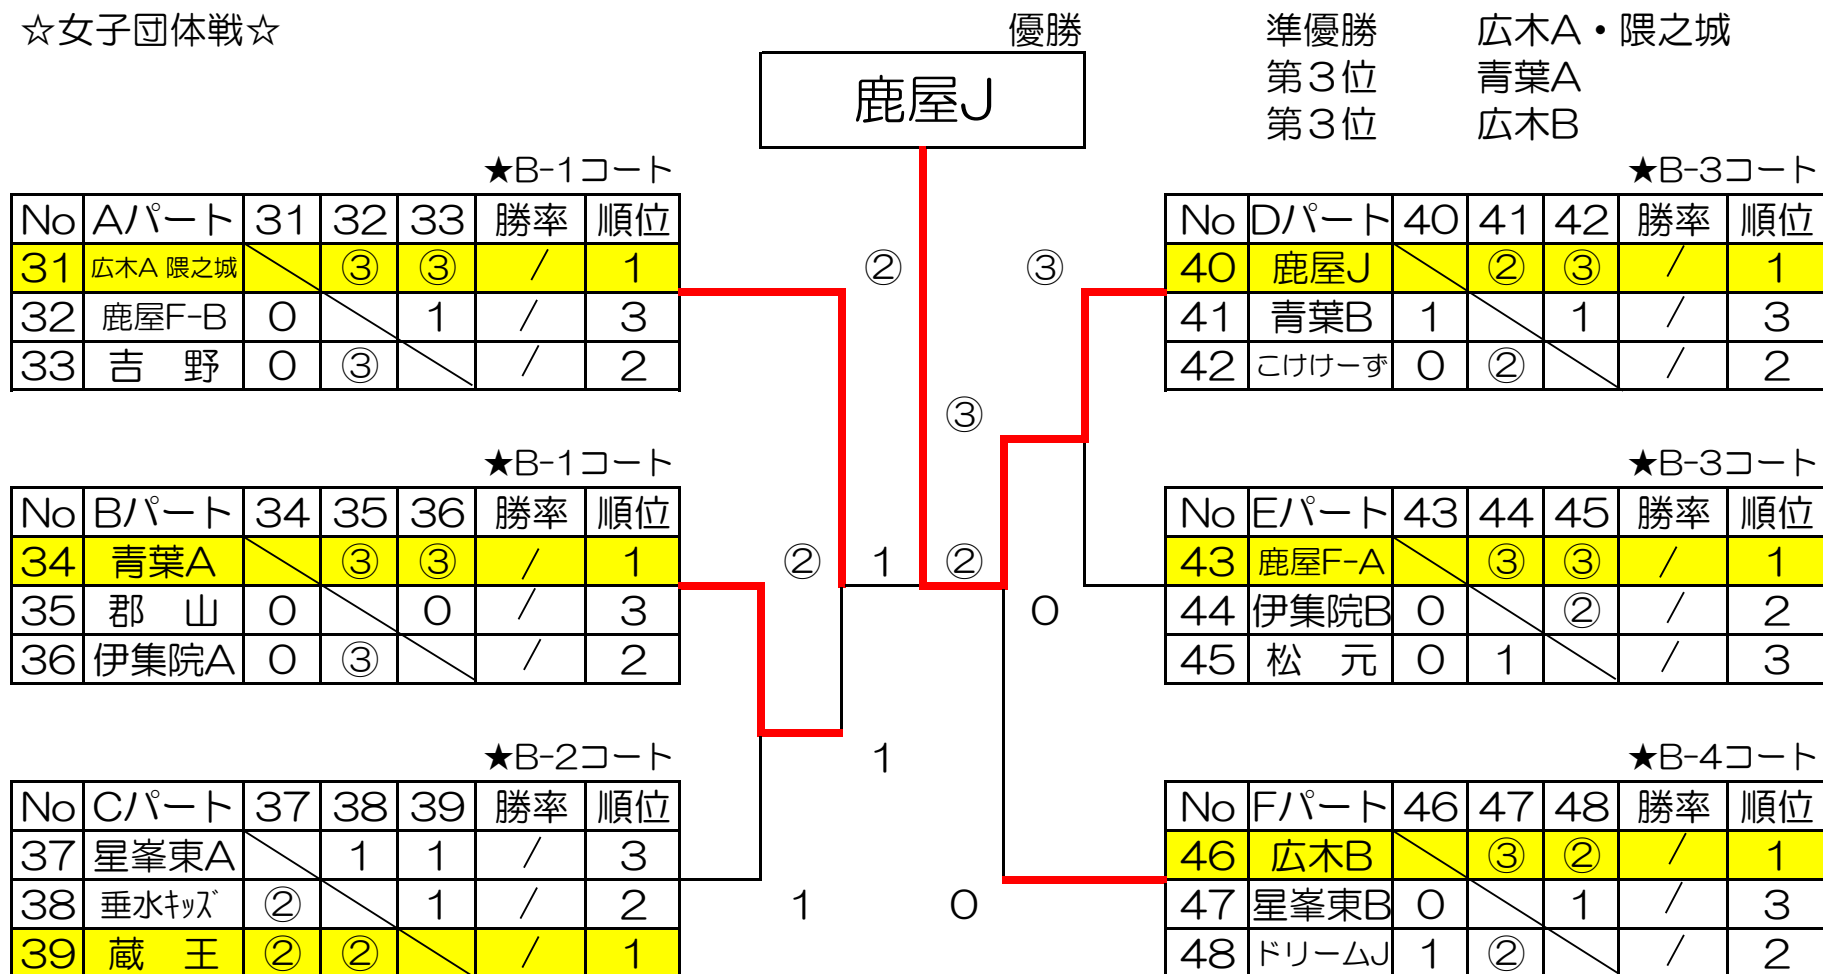 ☆女子団体戦☆
優勝
鹿屋J
準優勝 広木A・隈之城
第3位 青葉A
第3位 広木B
★B-1コート
No Aパート 31 32 33 勝率 順位
31 広木A 隈之城 ③ ③ / 1
32 鹿屋F-B 0 1 / 3
33 吉 野 0 ③ / 2
★B-1コート
No Bパート 34 35 36 勝率 順位
34 青葉A ③ ③ / 1
35 郡 山 0 0 / 3
36 伊集院A 0 ③ / 2
★B-2コート
No Cパート 37 38 39 勝率 順位
37 星峯東A 1 1 / 3
38 垂水ｷｯｽﾞ ② 1 / 2
39 蔵 王 ② ② / 1
② ③
③
② 1 ②
0
1
1 0
★B-3コート
No Dパート 40 41 42 勝率 順位
40 鹿屋J ② ③ / 1
41 青葉B 1 1 / 3
42 こけけーず 0 ② / 2
★B-3コート
No Eパート 43 44 45 勝率 順位
43 鹿屋F-A ③ ③ / 1
44 伊集院B 0 ② / 2
45 松 元 0 1 / 3
★B-4コート
No Fパート 46 47 48 勝率 順位
46 広木B ③ ② / 1
47 星峯東B 0 1 / 3
48 ドリームJ 1 ② / 2